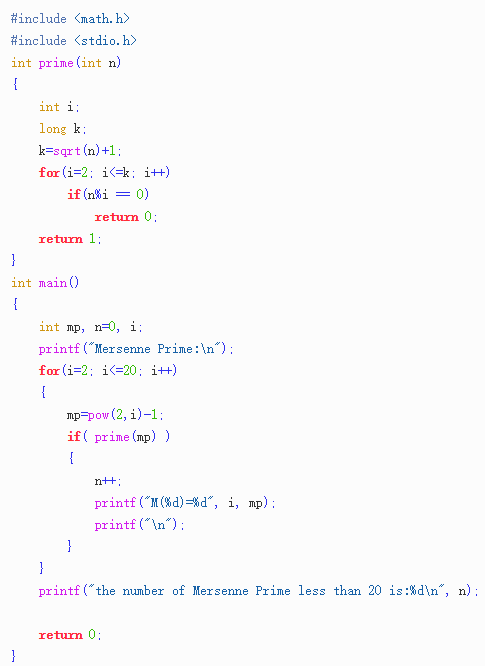 #include <math.h>
#include <stdio.h>
int prime(int n)
{
    int i;
    long k;
    k=sqrt(n)+1;
    for(i=2; i<=k; i++)
        if(n%i == 0)
            return 0;
    return 1;
}
int main()
{
    int mp, n=0, i;
    printf("Mersenne Prime:\n");
    for(i=2; i<=20; i++)
    {
        mp=pow(2,i)-1;
        if( prime(mp) )
        {
            n++;
            printf("M(%d)=%d", i, mp);
            printf("\n");
        }
    }
    printf("the number of Mersenne Prime less than 20 is:%d\n", n);
    return 0;
}